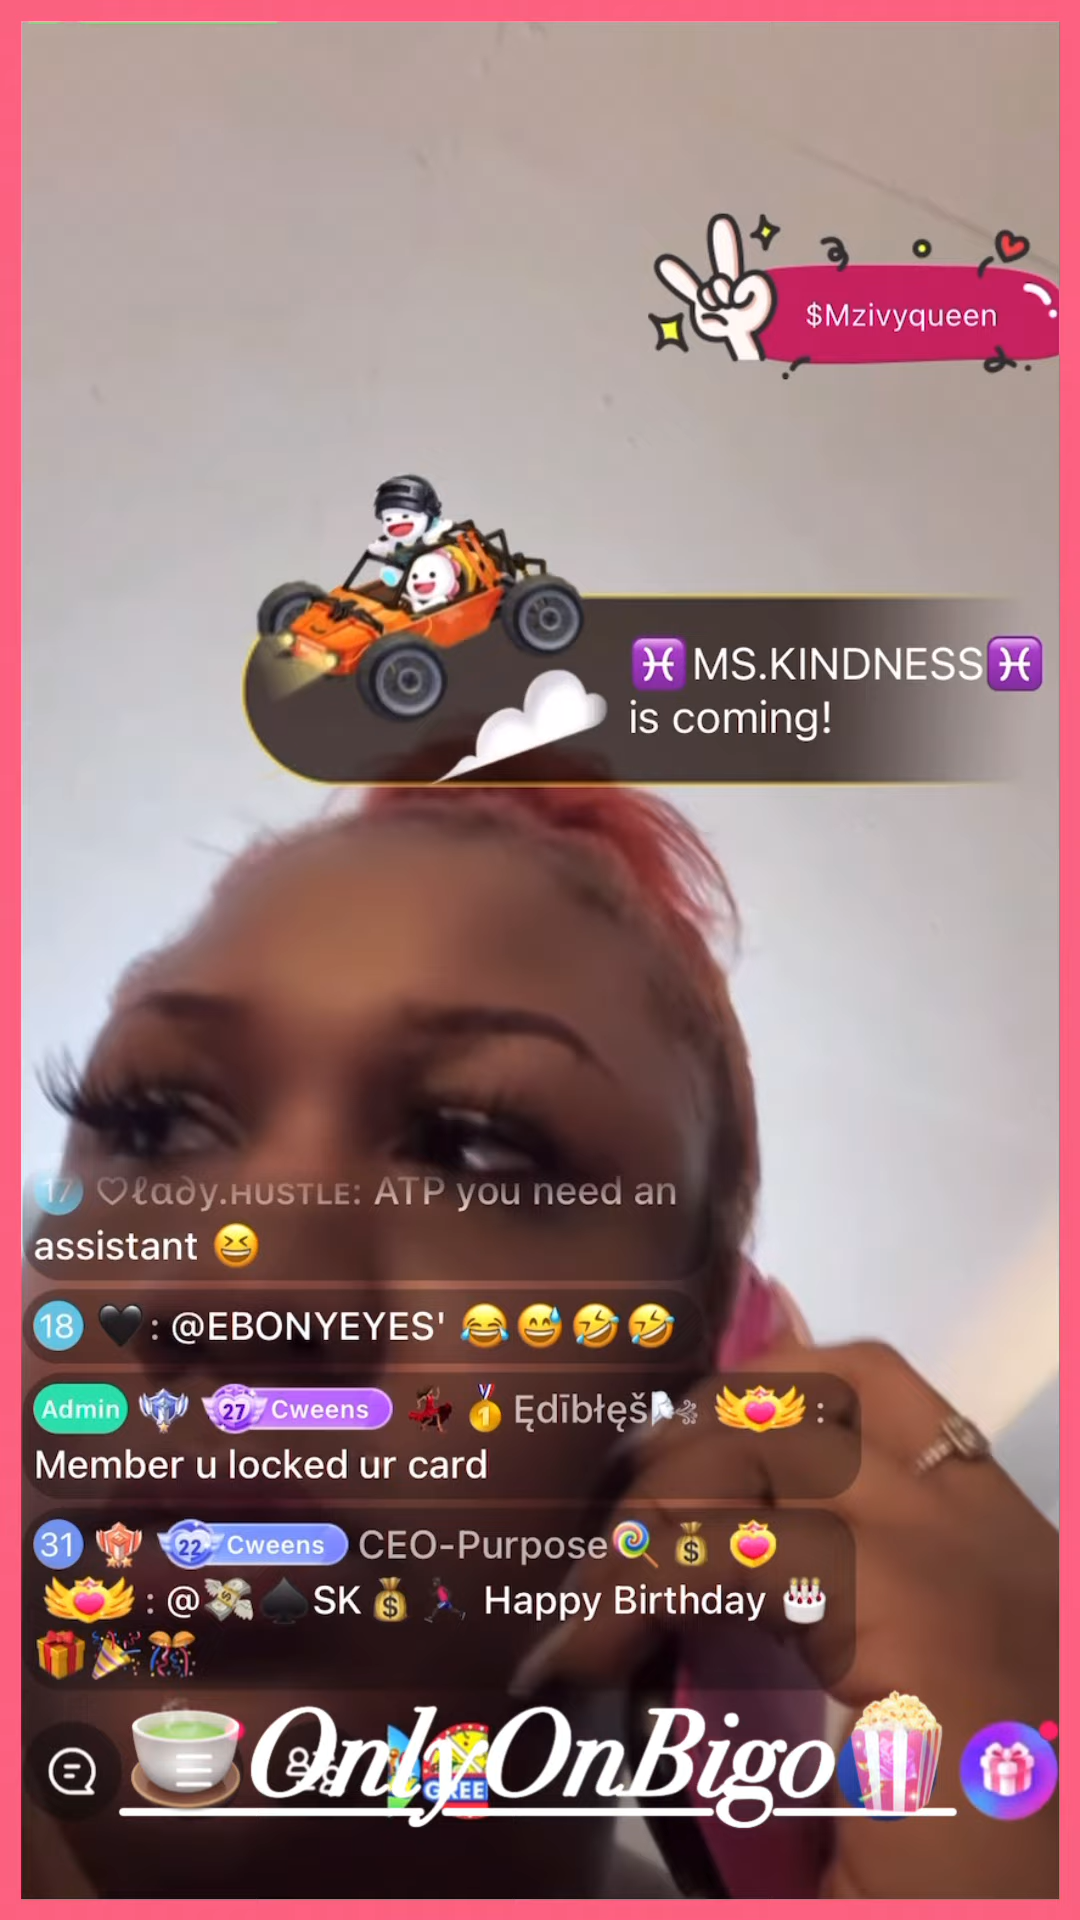 $Mzivyqueen
♓MS.KINDNESS♓
is coming!
17 ♡ℓα∂у.ʜᴜsᴛʟᴇ: ATP you need an
assistant 😆
18 🖤: @EBONYEYES' 😂😅🤣🤣
Admin 27 Cweens 💃🏿🏅Ędībłęš🌬 :
Member u locked ur card
31 22 Cweens CEO-Purpose🍭💰
: @💸♠️SK💰🏃🏿 Happy Birthday 🎂
🎁🎉🎊
🍵OnlyOnBigo🍿